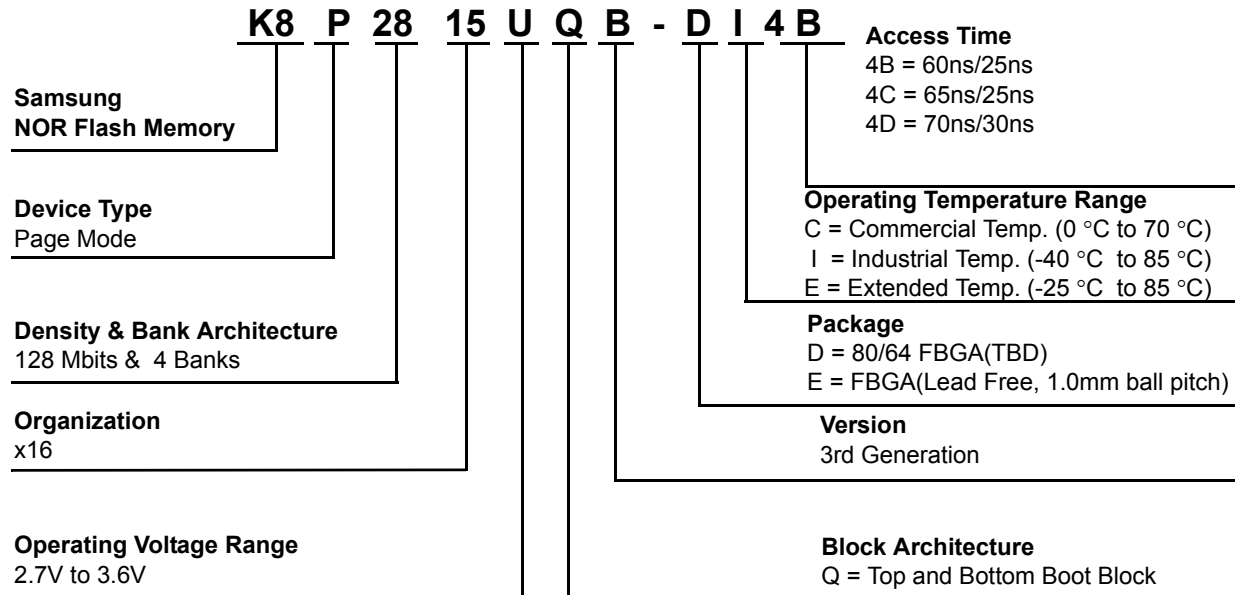 K8 P 28 15 U Q B - D I 4 B
Samsung
NOR Flash Memory
Device Type
Page Mode
Density & Bank Architecture
128 Mbits & 4 Banks
Organization
x16
Operating Voltage Range
2.7V to 3.6V
Access Time
4B = 60ns/25ns
4C = 65ns/25ns
4D = 70ns/30ns
Operating Temperature Range
C = Commercial Temp. (0 °C to 70 °C)
I = Industrial Temp. (-40 °C to 85 °C)
E = Extended Temp. (-25 °C to 85 °C)
Package
D = 80/64 FBGA(TBD)
E = FBGA(Lead Free, 1.0mm ball pitch)
Version
3rd Generation
Block Architecture
Q = Top and Bottom Boot Block